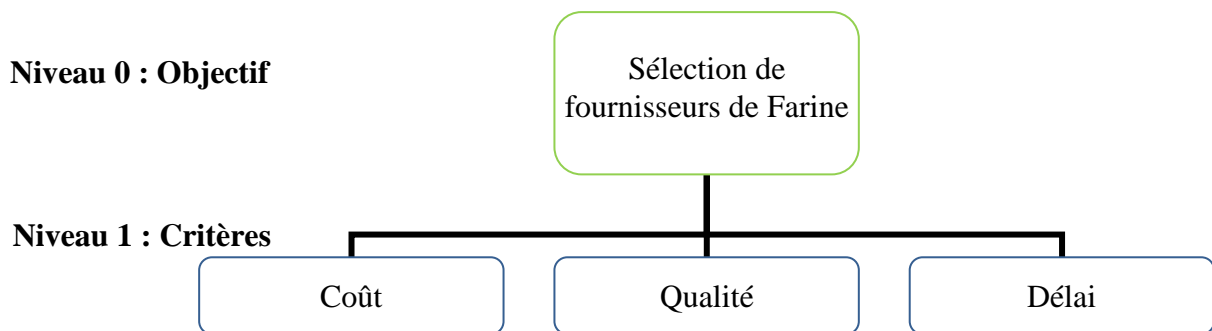 Niveau 0 : Objectif
Sélection de
fournisseurs de Farine
Niveau 1 : Critères
Coût
Qualité
Délai